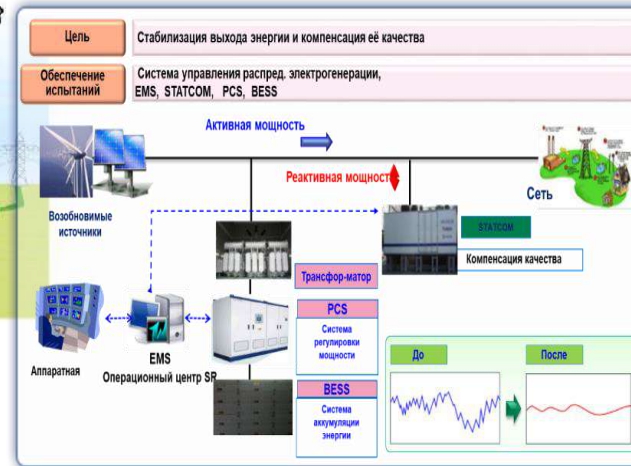 Цель
Стабилизация выхода энергии и компенсация её качества
Обеспечение
испытаний
Система управления распред. электрогенерации,
EMS, STATCOM, PCS, BESS
Активная мощность
Реактивная мощность
Сеть
Возобновимые
источники
STATCOM
Компенсация качества
Трансфор-матор
PCS
Система
регулировки
мощности
EMS
Аппаратная
Операционный центр SR
BESS
Система
аккумуляции
энергии
До
После